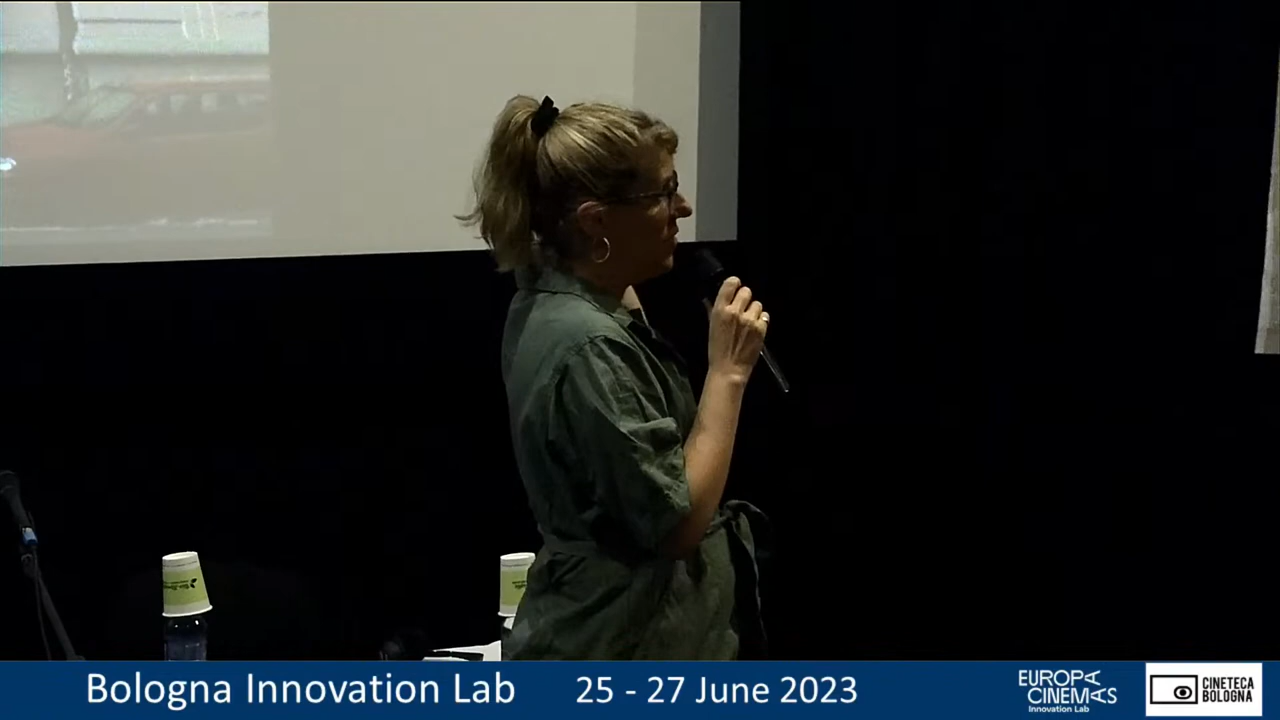 Bologna Innovation Lab
25 - 27 June 2023
EUROPA
CINEMAS
Innovation Lab
CINETECA
BOLOGNA